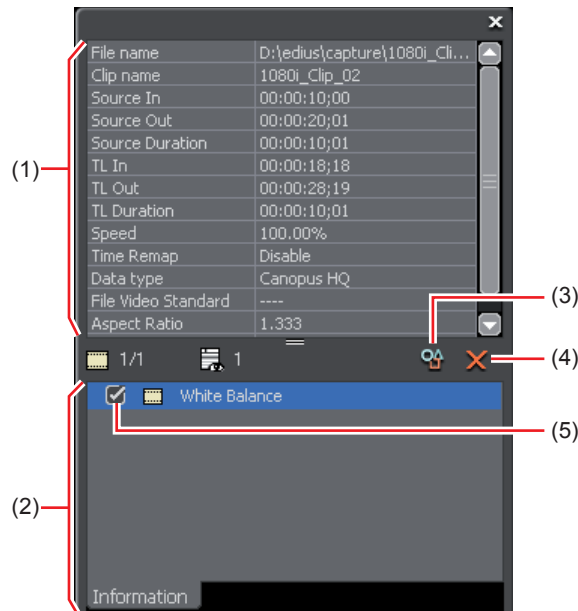 File name D:\edius\capture\1080i_Cli...
Clip name 1080i_Clip_02
Source In 00:00:10;00
Source Out 00:00:20;01
Source Duration 00:00:10;01
(1)
TL In 00:00:18;18
TL Out 00:00:28;19
TL Duration 00:00:10;01
Speed 100.00%
Time Remap Disable
Data type Canopus HQ
File Video Standard ----
(3)
Aspect Ratio 1.333
1/1 1
(4)
White Balance
(5)
(2)
Information